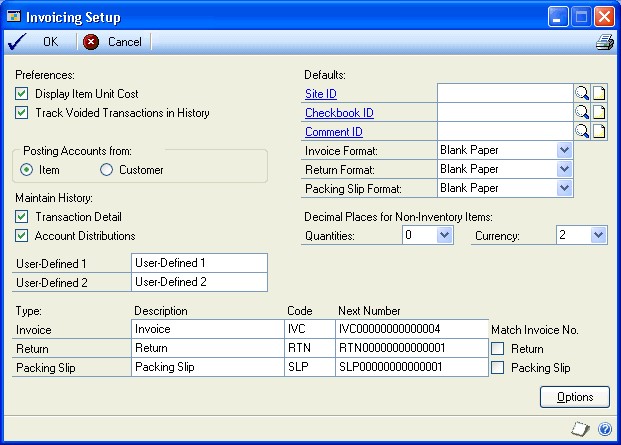 Invoicing Setup
OK Cancel
Preferences:
Display Item Unit Cost
Track Voided Transactions in History
Posting Accounts from:
Item Customer
Maintain History:
Transaction Detail
Account Distributions
User-Defined 1 User-Defined 1
User-Defined 2 User-Defined 2
Defaults:
Site ID
Checkbook ID
Comment ID
Invoice Format: Blank Paper
Return Format: Blank Paper
Packing Slip Format: Blank Paper
Decimal Places for Non-Inventory Items:
Quantities: 0 Currency: 2
Type: Description Code Next Number
Invoice Invoice IVC IVC00000000000004 Match Invoice No.
Return Return RTN RTN00000000000001 Return
Packing Slip Packing Slip SLP SLP00000000000001 Packing Slip
Options